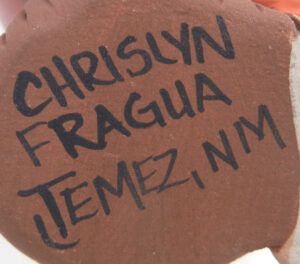 CHRISLYN
FRAGUA
JEMEZ, NM